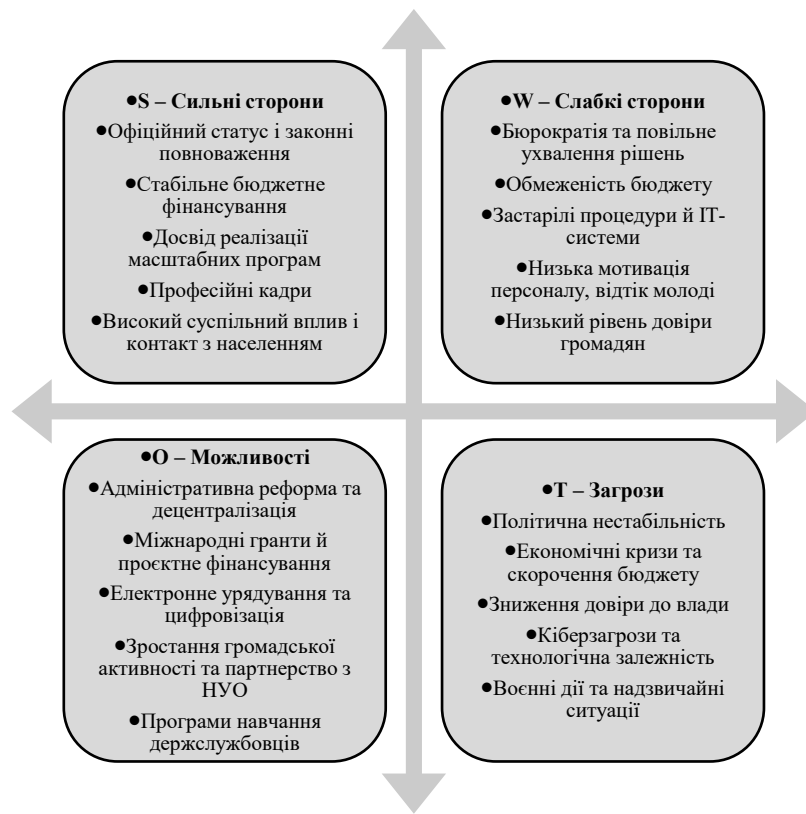 ●S – Сильні сторони
●Офіційний статус і законні
повноваження
●Стабільне бюджетне
фінансування
●Досвід реалізації
масштабних програм
●Професійні кадри
●Високий суспільний вплив і
контакт з населенням
●W – Слабкі сторони
●Бюрократія та повільне
ухвалення рішень
●Обмеженість бюджету
●Застарілі процедури й ІТ-
системи
●Низька мотивація
персоналу, відтік молоді
●Низький рівень довіри
громадян
●O – Можливості
●Адміністративна реформа та
децентралізація
●Міжнародні гранти й
проєктне фінансування
●Електронне урядування та
цифровізація
●Зростання громадської
активності та партнерство з
НУО
●Програми навчання
держслужбовців
●T – Загрози
●Політична нестабільність
●Економічні кризи та
скорочення бюджету
●Зниження довіри до влади
●Кіберзагрози та
технологічна залежність
●Воєнні дії та надзвичайні
ситуації